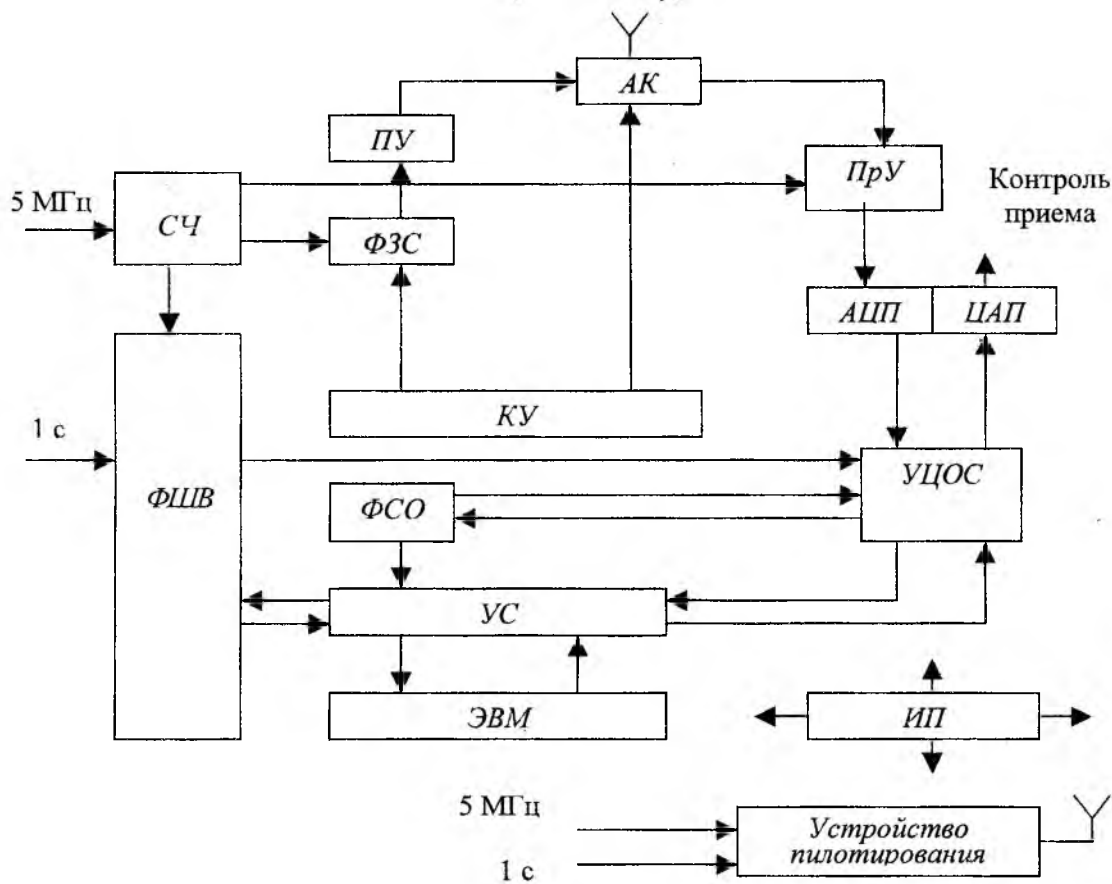 АК
ПУ
ПрУ
Контроль
приема
5 МГц
СЧ
ФЗС
АЦП
ЦАП
КУ
1 с
ФШВ
УЦОС
ФСО
УС
ЭВМ
ИП
5 МГц
Устройство
пилотирования
1 с